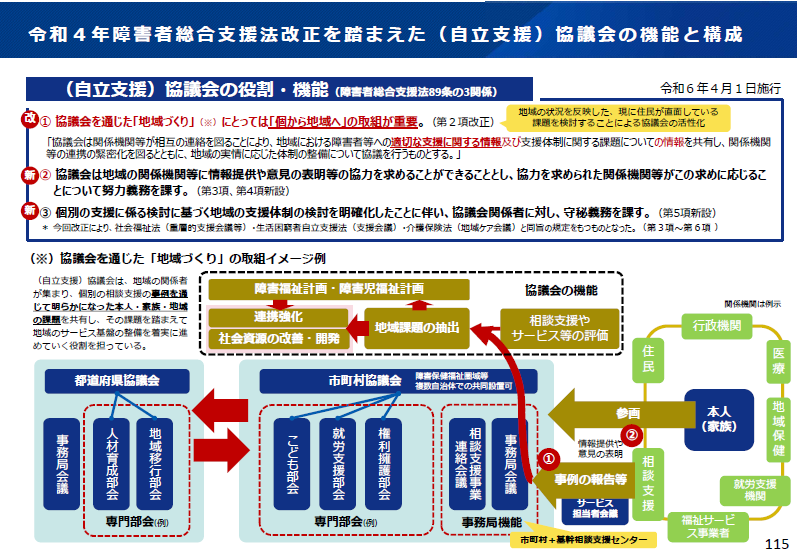 令和４年障害者総合支援法改正を踏まえた（自立支援）協議会の機能と構成
（自立支援）協議会の役割・機能（障害者総合支援法89条の3関係）
令和６年４月１日施行
改 ① 協議会を通じた「地域づくり」（※）にとっては「個から地域へ」の取組が重要。（第２項改正）
地域の状況を反映した、現に住民が直面している
課題を検討することによる協議会の活性化
「協議会は関係機関等が相互の連絡を図ることにより、地域における障害者等への適切な支援に関する情報及び支援体制に関する課題についての情報を共有し、関係機関
等の連携の緊密化を図るとともに、地域の実情に応じた体制の整備について協議を行うものとする。」
新 ② 協議会は地域の関係機関等に情報提供や意見の表明等の協力を求めることができることとし、協力を求められた関係機関等がこの求めに応じるこ
とについて努力義務を課す。（第3項、第4項新設）
新 ③ 個別の支援に係る検討に基づく地域の支援体制の検討を明確化したことに伴い、協議会関係者に対し、守秘義務を課す。（第5項新設）
＊ 今回改正により、社会福祉法（重層的支援会議等）・生活困窮者自立支援法（支援会議）・介護保険法（地域ケア会議）と同旨の規定をもつものとなった。（第３項～第６項 ）
（※）協議会を通じた「地域づくり」の取組イメージ例
（自立支援）協議会は、地域の関係者
が集まり、個別の相談支援の事例を通
じて明らかになった本人・家族・地域
の課題を共有し、その課題を踏まえて
地域のサービス基盤の整備を着実に進
めていく役割を担っている。
障害福祉計画・障害児福祉計画
協議会の機能
連携強化
社会資源の改善・開発
地域課題の抽出
相談支援や
サービス等の評価
関係機関は例示
行政機関
住民
医療
地域保健
就労支援
機関
福祉サービ
ス事業者
相談支援
本人
（家族）
参画
情報提供や
意見の表明
②
①
事例の報告等
サービス
担当者会議
都道府県協議会
事務局会議
人材育成部会
地域移行部会
専門部会(例)
市町村協議会
障害保健福祉圏域等
複数自治体での共同設置可
こども部会
就労支援部会
権利擁護部会
専門部会(例)
相談支援事業
連絡会議
事務局会議
事務局機能
市町村＋基幹相談支援センター
115